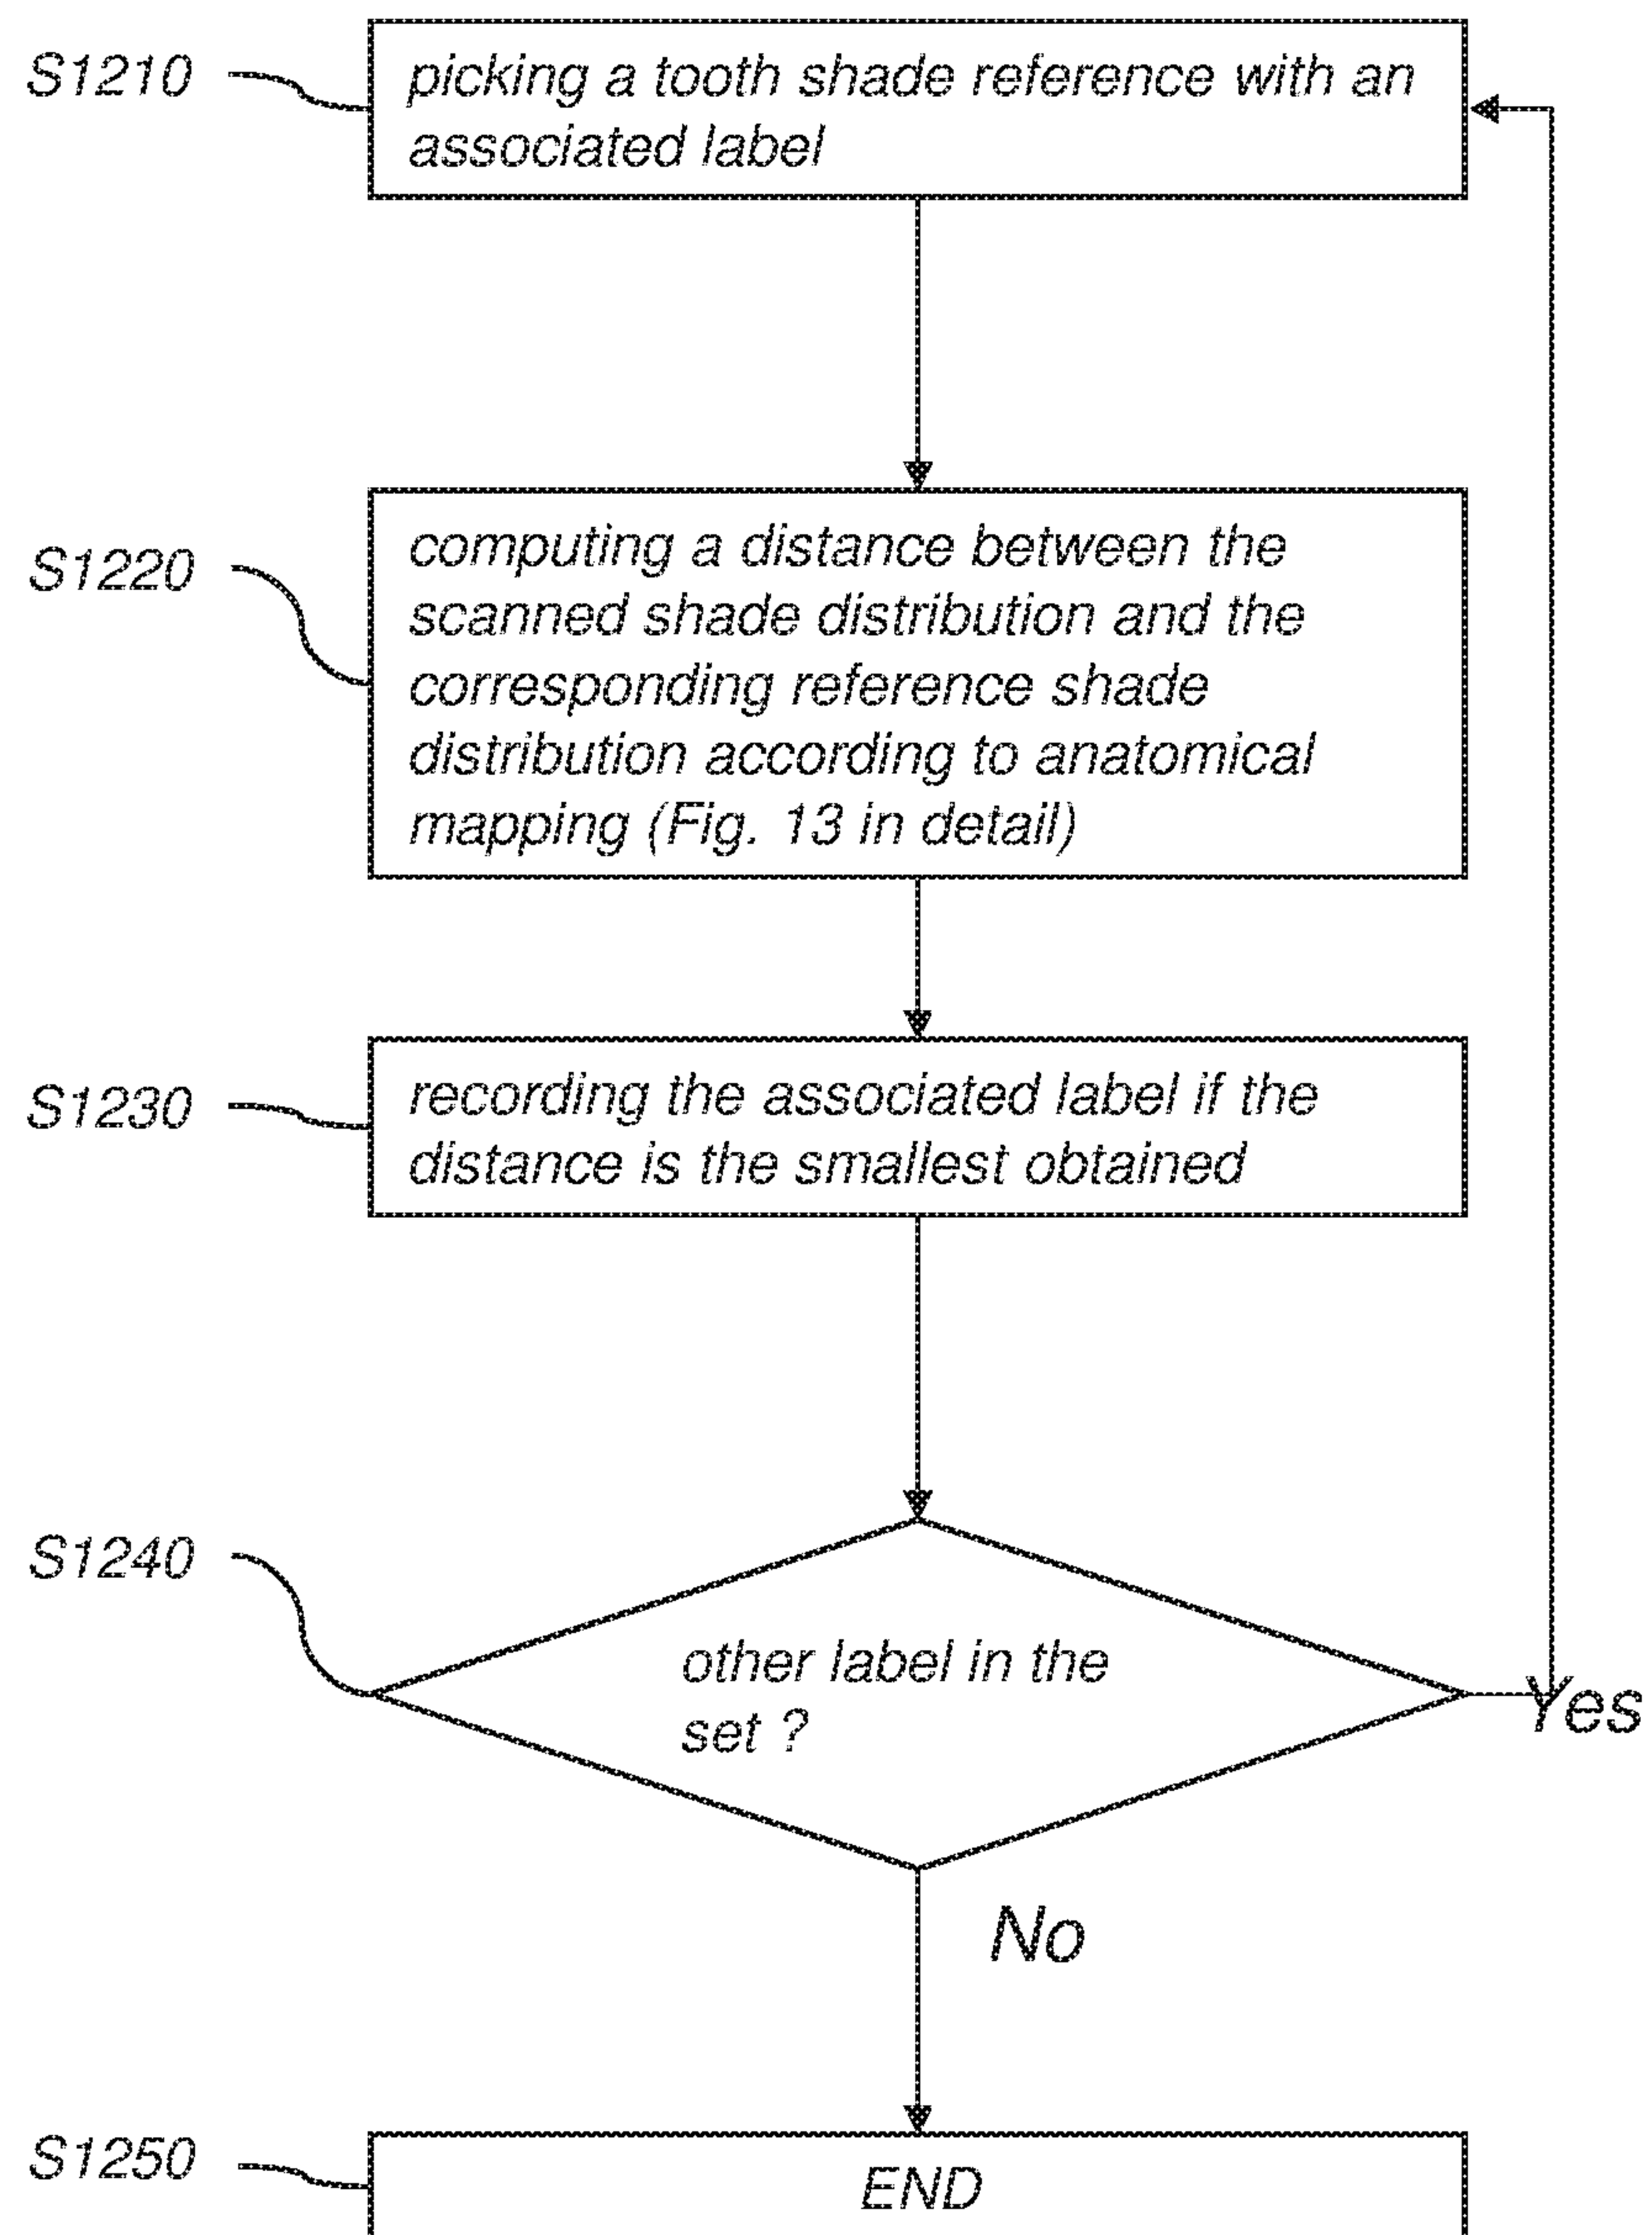 S1210
picking a tooth shade reference with an
associated label
S1220
computing a distance between the
scanned shade distribution and the
corresponding reference shade
distribution according to anatomical
mapping (Fig. 13 in detail)
S1230
recording the associated label if the
distance is the smallest obtained
S1240
other label in the
set ?
Yes
No
S1250
END